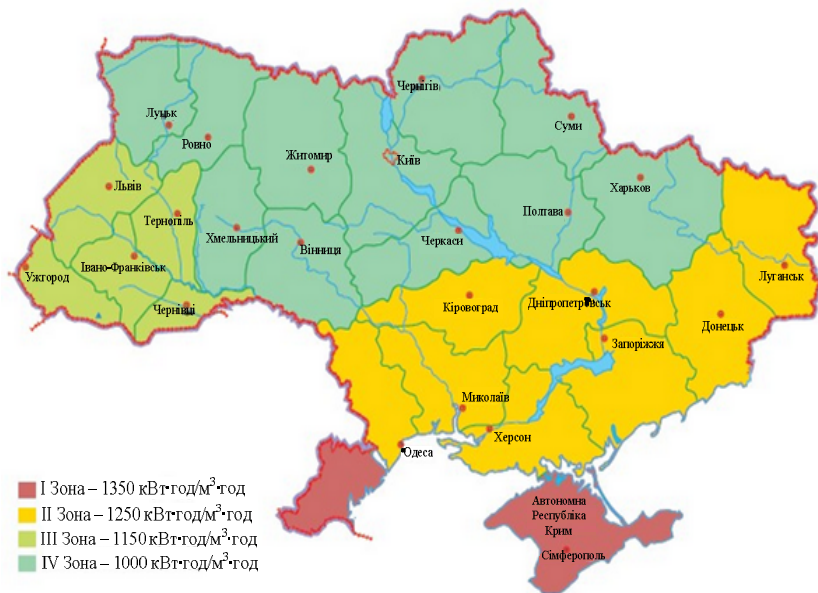 Чернігів
Луцьк
Суми
Ровно
Житомир
Київ
Харьков
Львів
Тернопіль
Полтава
Хмельницький
Черкаси
Вінниця
Івано-Франківськ
Ужгород
Луганськ
Чернівці
Кіровоград
Дніпропетровськ
Донецьк
Запоріжжя
Миколаїв
Херсон
Одеса
І Зона – 1350 кВт·год/м³·год
ІІ Зона – 1250 кВт·год/м³·год
ІІІ Зона – 1150 кВт·год/м³·год
IV Зона – 1000 кВт·год/м³·год
Автономна
Республіка
Крим
Сімферополь